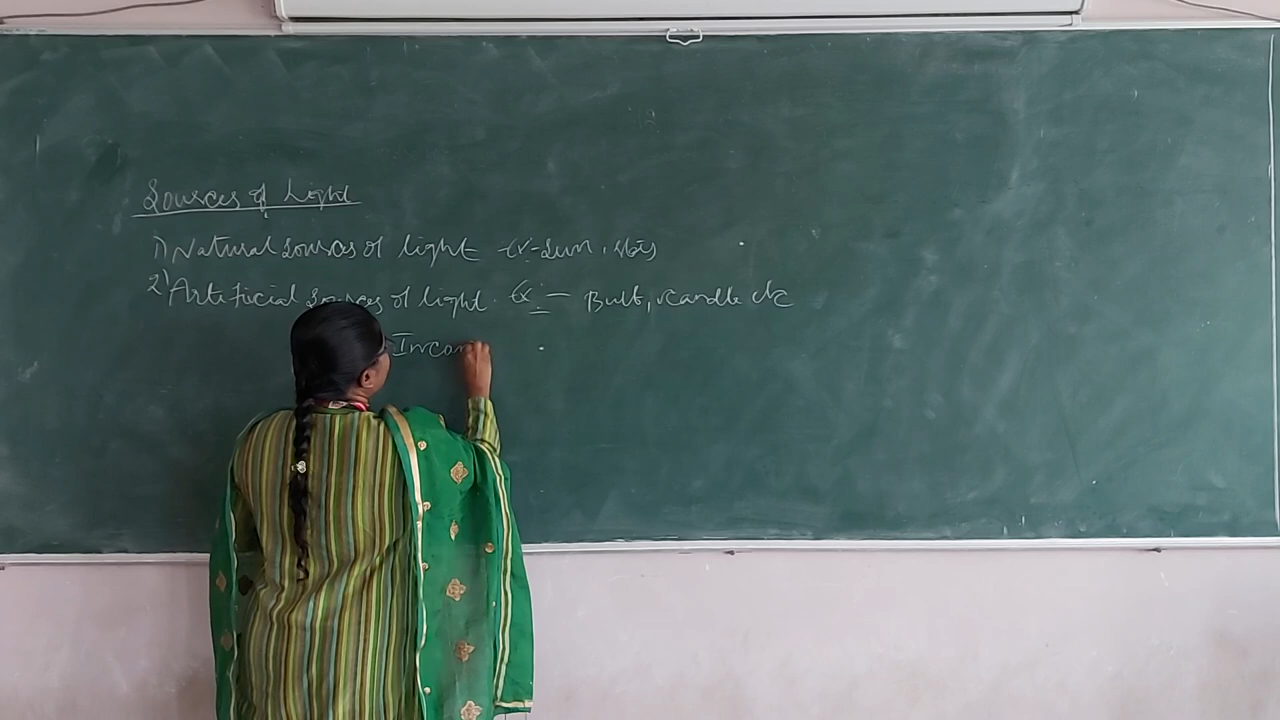 Sources of Light
1) Natural sources of light ex- Sun,
2) Artificial sources of light. Ex:- Bulb, candle etc
Incan